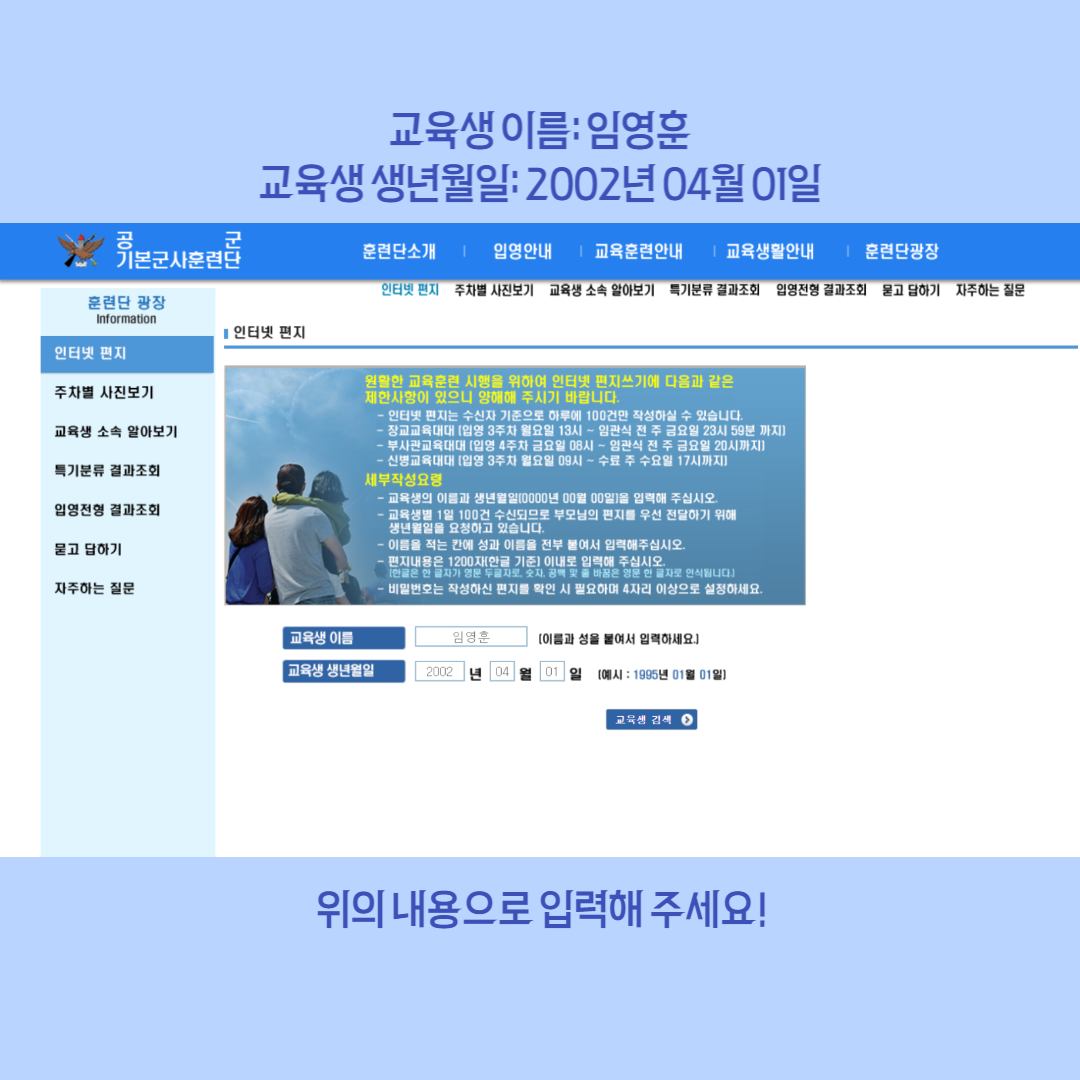 교육생 이름: 임영훈
교육생 생년월일: 2002년 04월 01일
공 군
기본군사훈련단
훈련단소개 | 입영안내 | 교육훈련안내 | 교육생활안내 | 훈련단광장
인터넷 편지 주차별 사진보기 교육생 소속 알아보기 특기분류 결과조회 입영전형 결과조회 묻고 답하기 자주하는 질문
훈련단 광장
Information
인터넷 편지
주차별 사진보기
교육생 소속 알아보기
특기분류 결과조회
입영전형 결과조회
묻고 답하기
자주하는 질문
인터넷 편지
원활한 교육훈련 시행을 위하여 인터넷 편지쓰기에 다음과 같은
제한사항이 있으니 양해해 주시기 바랍니다.
- 인터넷 편지는 수신자 기준으로 하루에 100건만 작성하실 수 있습니다.
- 장교교육대대 (입영 3주차 월요일 13시 ~ 임관식 전 주 금요일 23시 59분 까지)
- 부사관교육대대 (입영 4주차 금요일 08시 ~ 임관식 전 주 금요일 20시까지)
- 신병교육대대 (입영 3주차 월요일 09시 ~ 수료 주 수요일 17시까지)
세부작성요령
- 교육생의 이름과 생년월일(0000년 00월 00일)을 입력해 주십시오.
- 교육생별 1일 100건 수신되므로 부모님의 편지를 우선 전달하기 위해
생년월일을 요청하고 있습니다.
- 이름을 적는 칸에 성과 이름을 전부 붙여서 입력해주십시오.
- 편지내용은 1200자(한글 기준) 이내로 입력해 주십시오.
(한글은 한 글자가 영문 두글자로, 숫자, 공백 및 줄 바꿈은 영문 한 글자로 인식됩니다.)
- 비밀번호는 작성하신 편지를 확인 시 필요하며 4자리 이상으로 설정하세요.
교육생 이름 임영훈 (이름과 성을 붙여서 입력하세요.)
교육생 생년월일 2002 년 04 월 01 일 (예시 : 1995년 01월 01일)
교육생 검색
위의 내용으로 입력해 주세요!